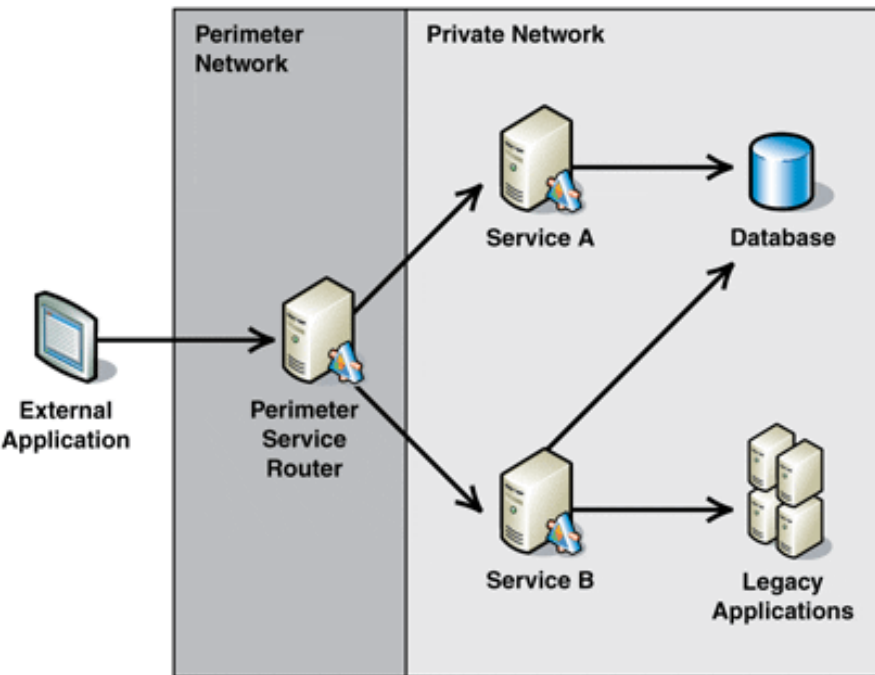 Perimeter
Network
Private Network
Service A
Database
External
Application
Perimeter
Service
Router
Service B
Legacy
Applications